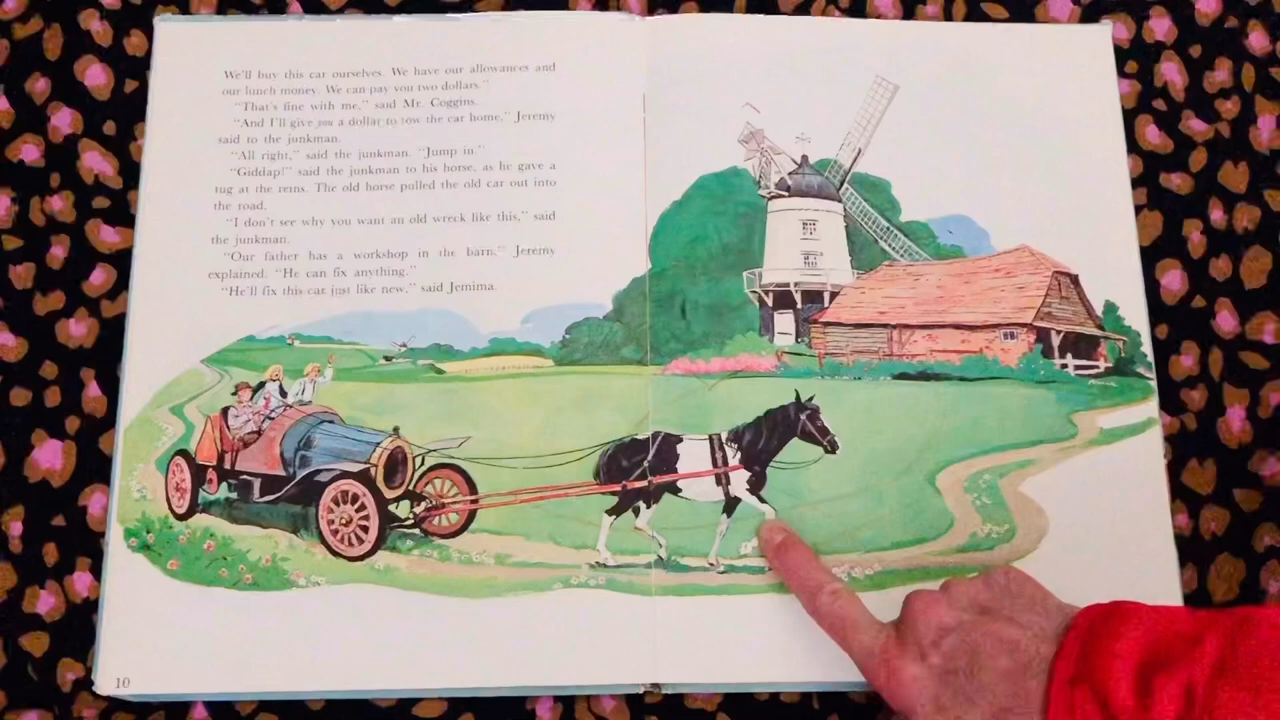 We'll buy this car ourselves. We have our allowances and
our lunch money. We can pay you two dollars."
"That's fine with me," said Mr. Coggins.
"And I'll give you a dollar to tow the car home," Jeremy
said to the junkman.
"All right," said the junkman. "Jump in."
"Giddap!" said the junkman to his horse, as he gave a
tug at the reins. The old horse pulled the old car out into
the road.
"I don't see why you want an old wreck like this," said
the junkman.
"Our father has a workshop in the barn," Jeremy
explained. "He can fix anything."
"He'll fix this car just like new," said Jemima.
10